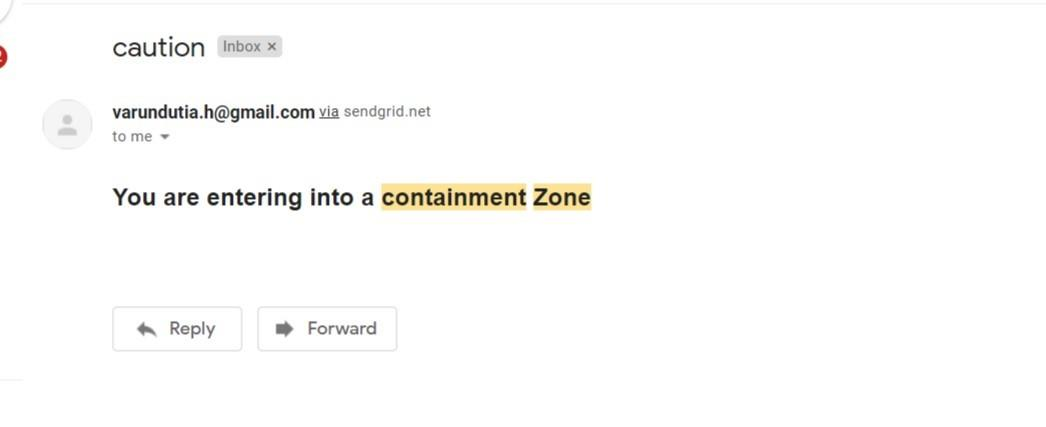 caution Inbox ×
varundutia.h@gmail.com via sendgrid.net
to me
You are entering into a containment Zone
Reply Forward